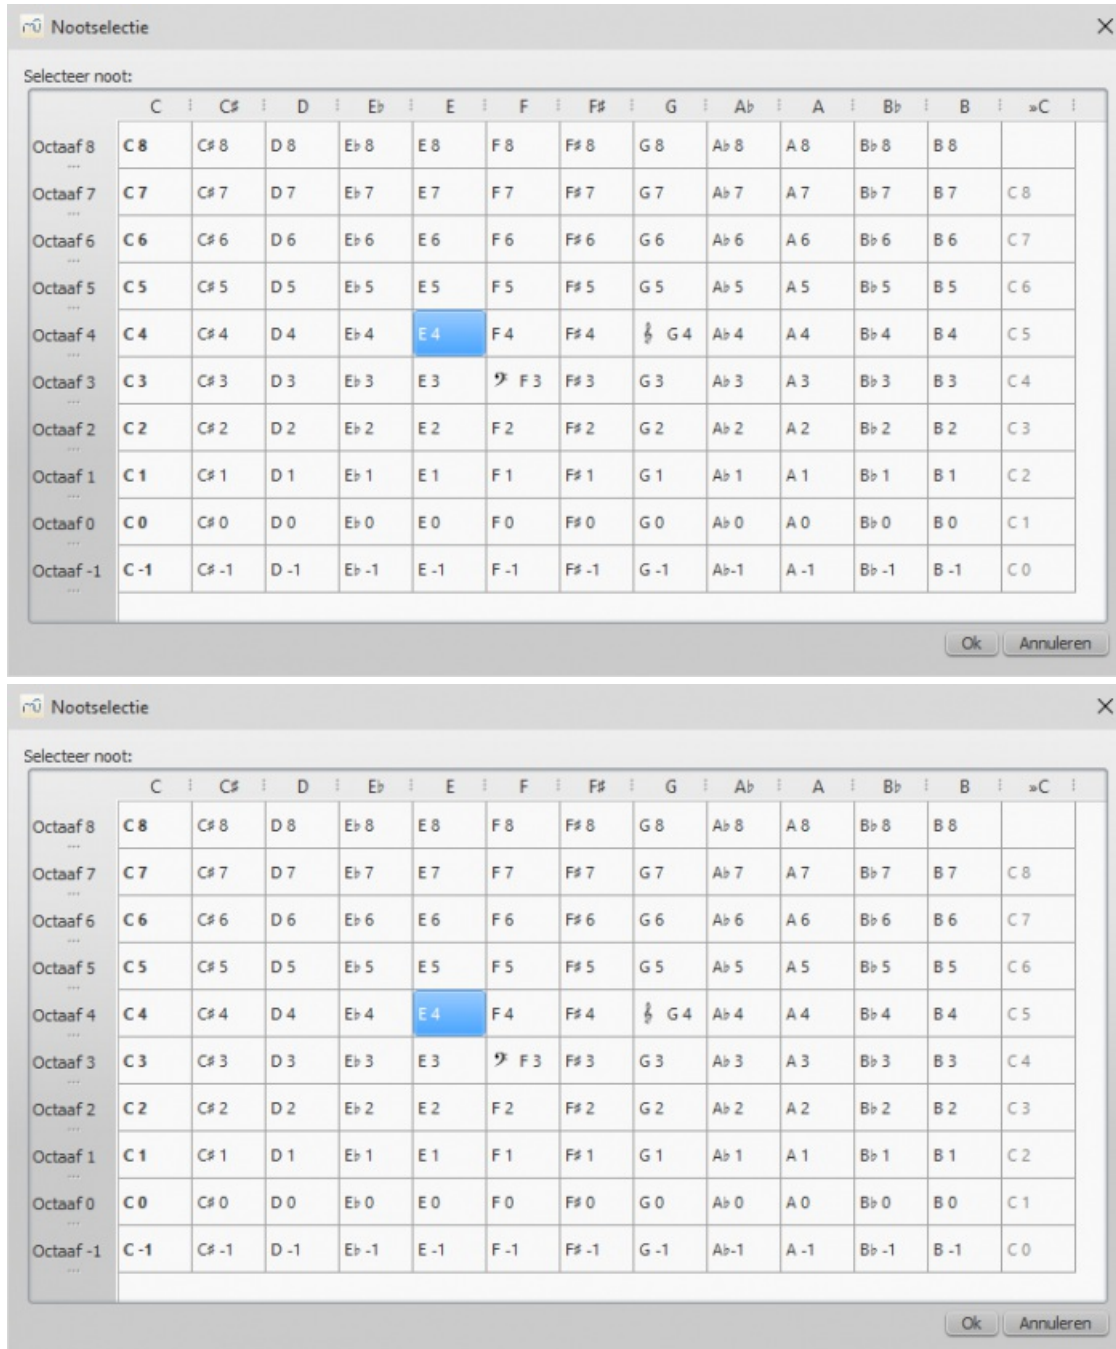 Nootselectie
Selecteer noot:
C C♯ D E♭ E F F♯ G A♭ A B♭ B »C
Octaaf 8 ... C 8 C♯ 8 D 8 E♭ 8 E 8 F 8 F♯ 8 G 8 A♭ 8 A 8 B♭ 8 B 8
Octaaf 7 ... C 7 C♯ 7 D 7 E♭ 7 E 7 F 7 F♯ 7 G 7 A♭ 7 A 7 B♭ 7 B 7 C 8
Octaaf 6 ... C 6 C♯ 6 D 6 E♭ 6 E 6 F 6 F♯ 6 G 6 A♭ 6 A 6 B♭ 6 B 6 C 7
Octaaf 5 ... C 5 C♯ 5 D 5 E♭ 5 E 5 F 5 F♯ 5 G 5 A♭ 5 A 5 B♭ 5 B 5 C 6
Octaaf 4 ... C 4 C♯ 4 D 4 E♭ 4 E 4 F 4 F♯ 4 𝄞 G 4 A♭ 4 A 4 B♭ 4 B 4 C 5
Octaaf 3 ... C 3 C♯ 3 D 3 E♭ 3 E 3 𝄢 F 3 F♯ 3 G 3 A♭ 3 A 3 B♭ 3 B 3 C 4
Octaaf 2 ... C 2 C♯ 2 D 2 E♭ 2 E 2 F 2 F♯ 2 G 2 A♭ 2 A 2 B♭ 2 B 2 C 3
Octaaf 1 ... C 1 C♯ 1 D 1 E♭ 1 E 1 F 1 F♯ 1 G 1 A♭ 1 A 1 B♭ 1 B 1 C 2
Octaaf 0 ... C 0 C♯ 0 D 0 E♭ 0 E 0 F 0 F♯ 0 G 0 A♭ 0 A 0 B♭ 0 B 0 C 1
Octaaf -1 ... C -1 C♯ -1 D -1 E♭ -1 E -1 F -1 F♯ -1 G -1 A♭-1 A -1 B♭ -1 B -1 C 0
Ok Annuleren
Nootselectie
Selecteer noot:
C C♯ D E♭ E F F♯ G A♭ A B♭ B »C
Octaaf 8 ... C 8 C♯ 8 D 8 E♭ 8 E 8 F 8 F♯ 8 G 8 A♭ 8 A 8 B♭ 8 B 8
Octaaf 7 ... C 7 C♯ 7 D 7 E♭ 7 E 7 F 7 F♯ 7 G 7 A♭ 7 A 7 B♭ 7 B 7 C 8
Octaaf 6 ... C 6 C♯ 6 D 6 E♭ 6 E 6 F 6 F♯ 6 G 6 A♭ 6 A 6 B♭ 6 B 6 C 7
Octaaf 5 ... C 5 C♯ 5 D 5 E♭ 5 E 5 F 5 F♯ 5 G 5 A♭ 5 A 5 B♭ 5 B 5 C 6
Octaaf 4 ... C 4 C♯ 4 D 4 E♭ 4 E 4 F 4 F♯ 4 𝄞 G 4 A♭ 4 A 4 B♭ 4 B 4 C 5
Octaaf 3 ... C 3 C♯ 3 D 3 E♭ 3 E 3 𝄢 F 3 F♯ 3 G 3 A♭ 3 A 3 B♭ 3 B 3 C 4
Octaaf 2 ... C 2 C♯ 2 D 2 E♭ 2 E 2 F 2 F♯ 2 G 2 A♭ 2 A 2 B♭ 2 B 2 C 3
Octaaf 1 ... C 1 C♯ 1 D 1 E♭ 1 E 1 F 1 F♯ 1 G 1 A♭ 1 A 1 B♭ 1 B 1 C 2
Octaaf 0 ... C 0 C♯ 0 D 0 E♭ 0 E 0 F 0 F♯ 0 G 0 A♭ 0 A 0 B♭ 0 B 0 C 1
Octaaf -1 ... C -1 C♯ -1 D -1 E♭ -1 E -1 F -1 F♯ -1 G -1 A♭-1 A -1 B♭ -1 B -1 C 0
Ok Annuleren